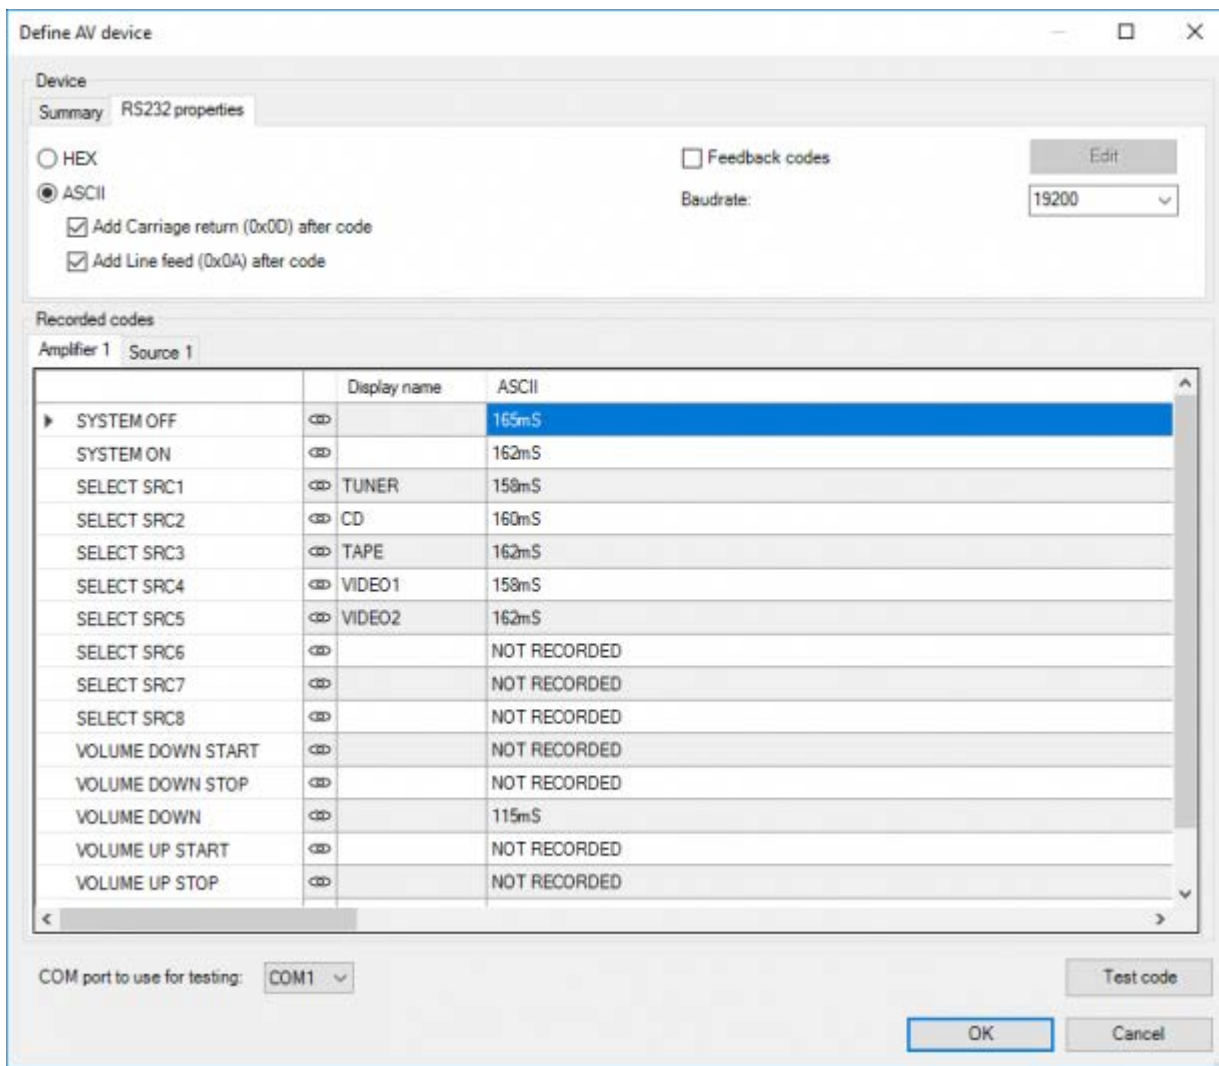 Define AV device
Device
Summary RS232 properties
HEX
Feedback codes Edit
ASCII
Baudrate: 19200
Add Carriage return (0x0D) after code
Add Line feed (0x0A) after code
Recorded codes
Amplifier 1 Source 1
Display name ASCII
SYSTEM OFF 165mS
SYSTEM ON 162mS
SELECT SRC1 TUNER 158mS
SELECT SRC2 CD 160mS
SELECT SRC3 TAPE 162mS
SELECT SRC4 VIDEO1 158mS
SELECT SRC5 VIDEO2 162mS
SELECT SRC6 NOT RECORDED
SELECT SRC7 NOT RECORDED
SELECT SRC8 NOT RECORDED
VOLUME DOWN START NOT RECORDED
VOLUME DOWN STOP NOT RECORDED
VOLUME DOWN 115mS
VOLUME UP START NOT RECORDED
VOLUME UP STOP NOT RECORDED
COM port to use for testing: COM1 Test code
OK Cancel